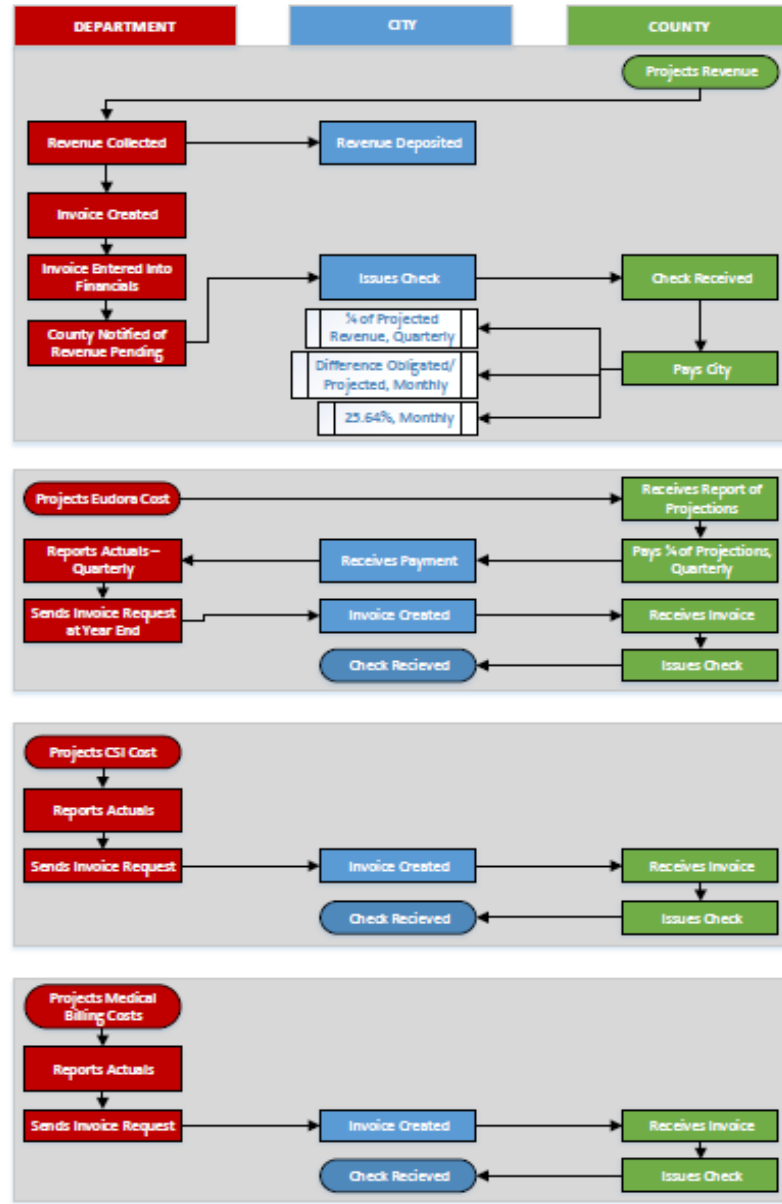 DEPARTMENT
CITY
COUNTY
Projects Revenue
Revenue Collected
Revenue Deposited
Invoice Created
Invoice Entered Into
Financials
Issues Check
Check Received
County Notified of
Revenue Pending
¼ of Projected
Revenue, Quarterly
Difference Obligated/
Projected, Monthly
Pays City
25.64%, Monthly
Projects Eudora Cost
Receives Report of
Projections
Reports Actuals –
Quarterly
Receives Payment
Pays ¼ of Projections,
Quarterly
Sends Invoice Request
at Year End
Invoice Created
Receives Invoice
Check Recieved
Issues Check
Projects CSI Cost
Reports Actuals
Sends Invoice Request
Invoice Created
Receives Invoice
Check Recieved
Issues Check
Projects Medical
Billing Costs
Reports Actuals
Sends Invoice Request
Invoice Created
Receives Invoice
Check Recieved
Issues Check